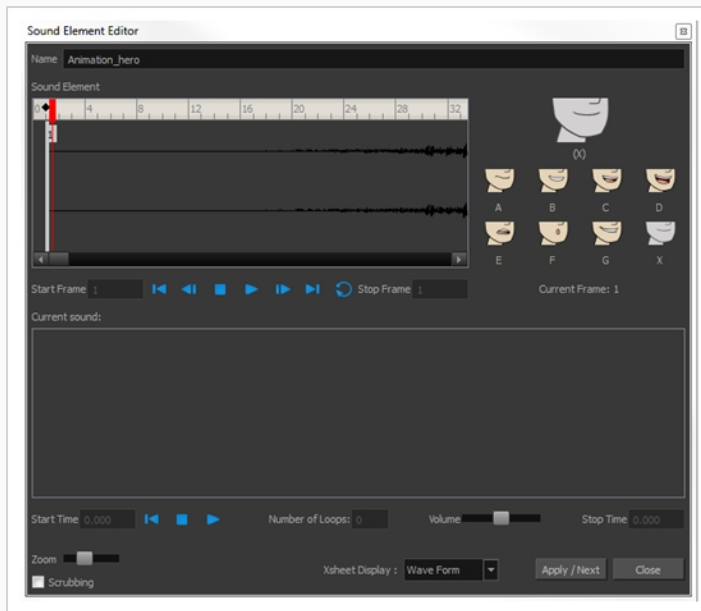 Sound Element Editor
Name Animation_hero
Sound Element
0 4 8 12 16 20 24 28 32
1
(X)
A B C D
E F G X
Start Frame 1 Stop Frame 1 Current Frame: 1
Current sound:
Start Time 0.000 Number of Loops: 0 Volume Stop Time 0.000
Zoom
Scrubbing
Xsheet Display : Wave Form Apply / Next Close